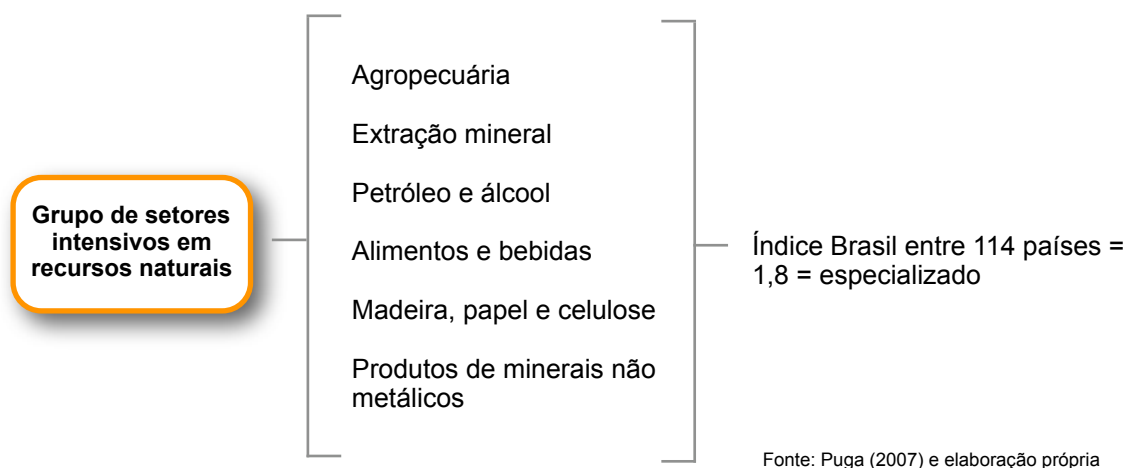 Grupo de setores
intensivos em
recursos naturais
Agropecuária
Extração mineral
Petróleo e álcool
Alimentos e bebidas
Madeira, papel e celulose
Produtos de minerais não
metálicos
Índice Brasil entre 114 países =
1,8 = especializado
Fonte: Puga (2007) e elaboração própria